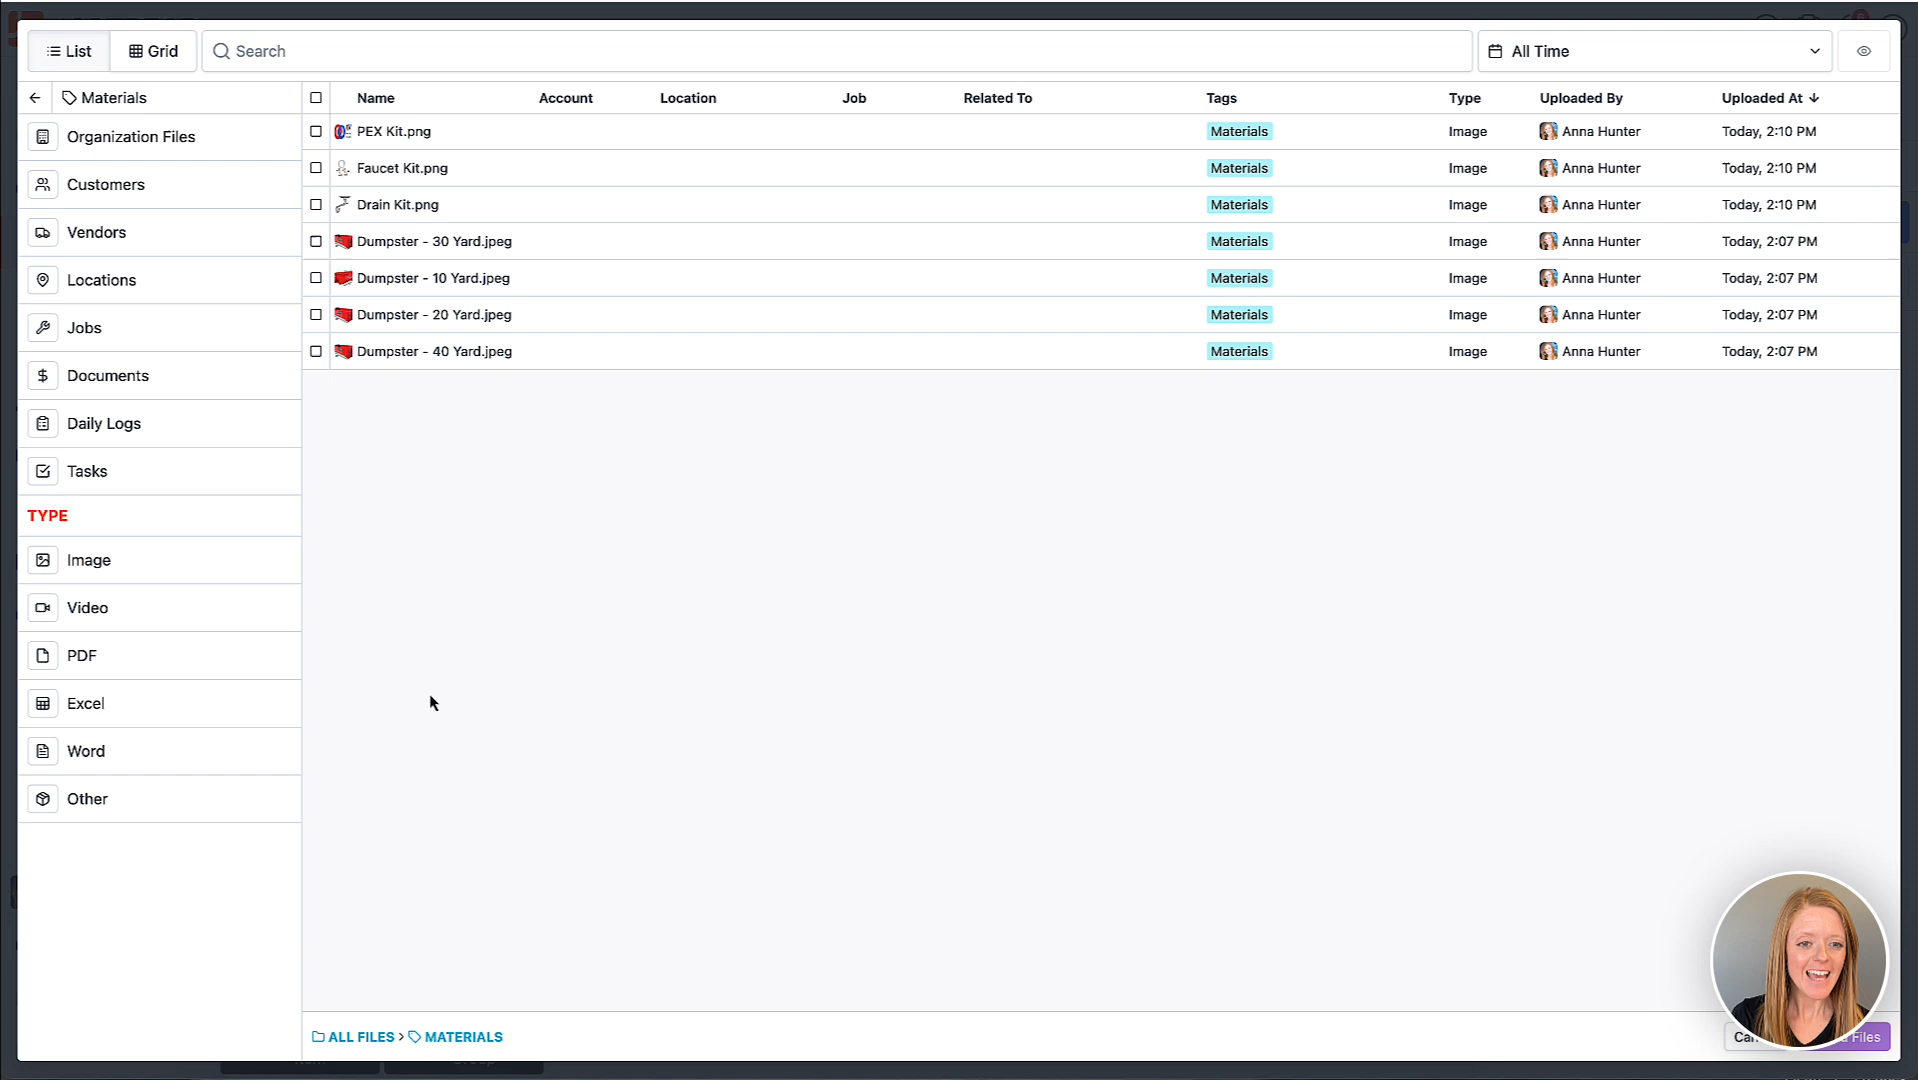 List Grid Search All Time
Materials Name Account Location Job Related To Tags Type Uploaded By Uploaded At
Organization Files
Customers
Vendors
Locations
Jobs
Documents
Daily Logs
Tasks
TYPE
Image
Video
PDF
Excel
Word
Other
PEX Kit.png Materials Image Anna Hunter Today, 2:10 PM
Faucet Kit.png Materials Image Anna Hunter Today, 2:10 PM
Drain Kit.png Materials Image Anna Hunter Today, 2:10 PM
Dumpster - 30 Yard.jpeg Materials Image Anna Hunter Today, 2:07 PM
Dumpster - 10 Yard.jpeg Materials Image Anna Hunter Today, 2:07 PM
Dumpster - 20 Yard.jpeg Materials Image Anna Hunter Today, 2:07 PM
Dumpster - 40 Yard.jpeg Materials Image Anna Hunter Today, 2:07 PM
ALL FILES > MATERIALS
Files